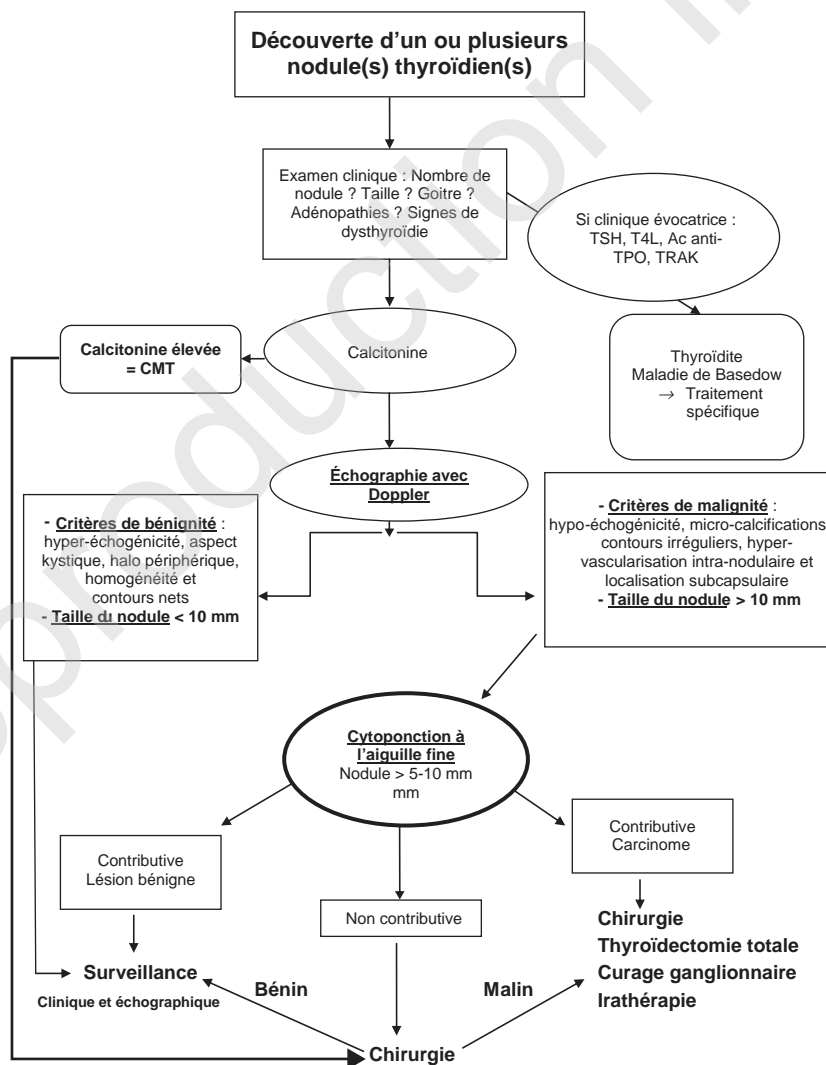 Découverte d'un ou plusieurs
nodule(s) thyroïdien(s)
Examen clinique : Nombre de
nodule ? Taille ? Goitre ?
Adénopathies ? Signes de
dysthyroïdie
Si clinique évocatrice :
TSH, T4L, Ac anti-
TPO, TRAK
Calcitonine élevée
= CMT
Calcitonine
Thyroïdite
Maladie de Basedow
→ Traitement
spécifique
Échographie avec
Doppler
- Critères de bénignité :
hyper-échogénicité, aspect
kystique, halo périphérique,
homogénéité et
contours nets
- Taille du nodule < 10 mm
- Critères de malignité :
hypo-échogénicité, micro-calcifications
contours irréguliers, hyper-
vascularisation intra-nodulaire et
localisation subcapsulaire
- Taille du nodule > 10 mm
Cytoponction à
l'aiguille fine
Nodule > 5-10 mm
mm
Contributive
Lésion bénigne
Non contributive
Contributive
Carcinome
Chirurgie
Thyroïdectomie totale
Curage ganglionnaire
Irathérapie
Surveillance
Clinique et échographique
Bénin
Malin
Chirurgie